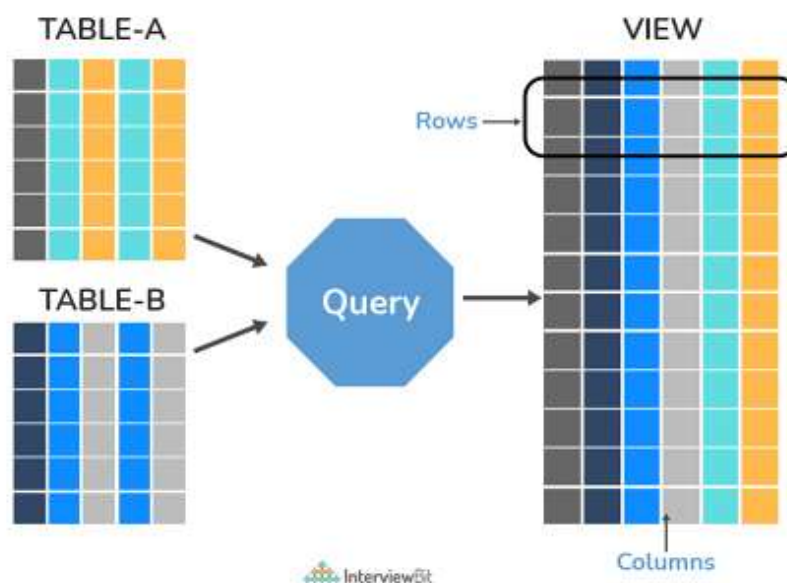 TABLE-A
VIEW
Rows
Query
TABLE-B
Columns
InterviewBit